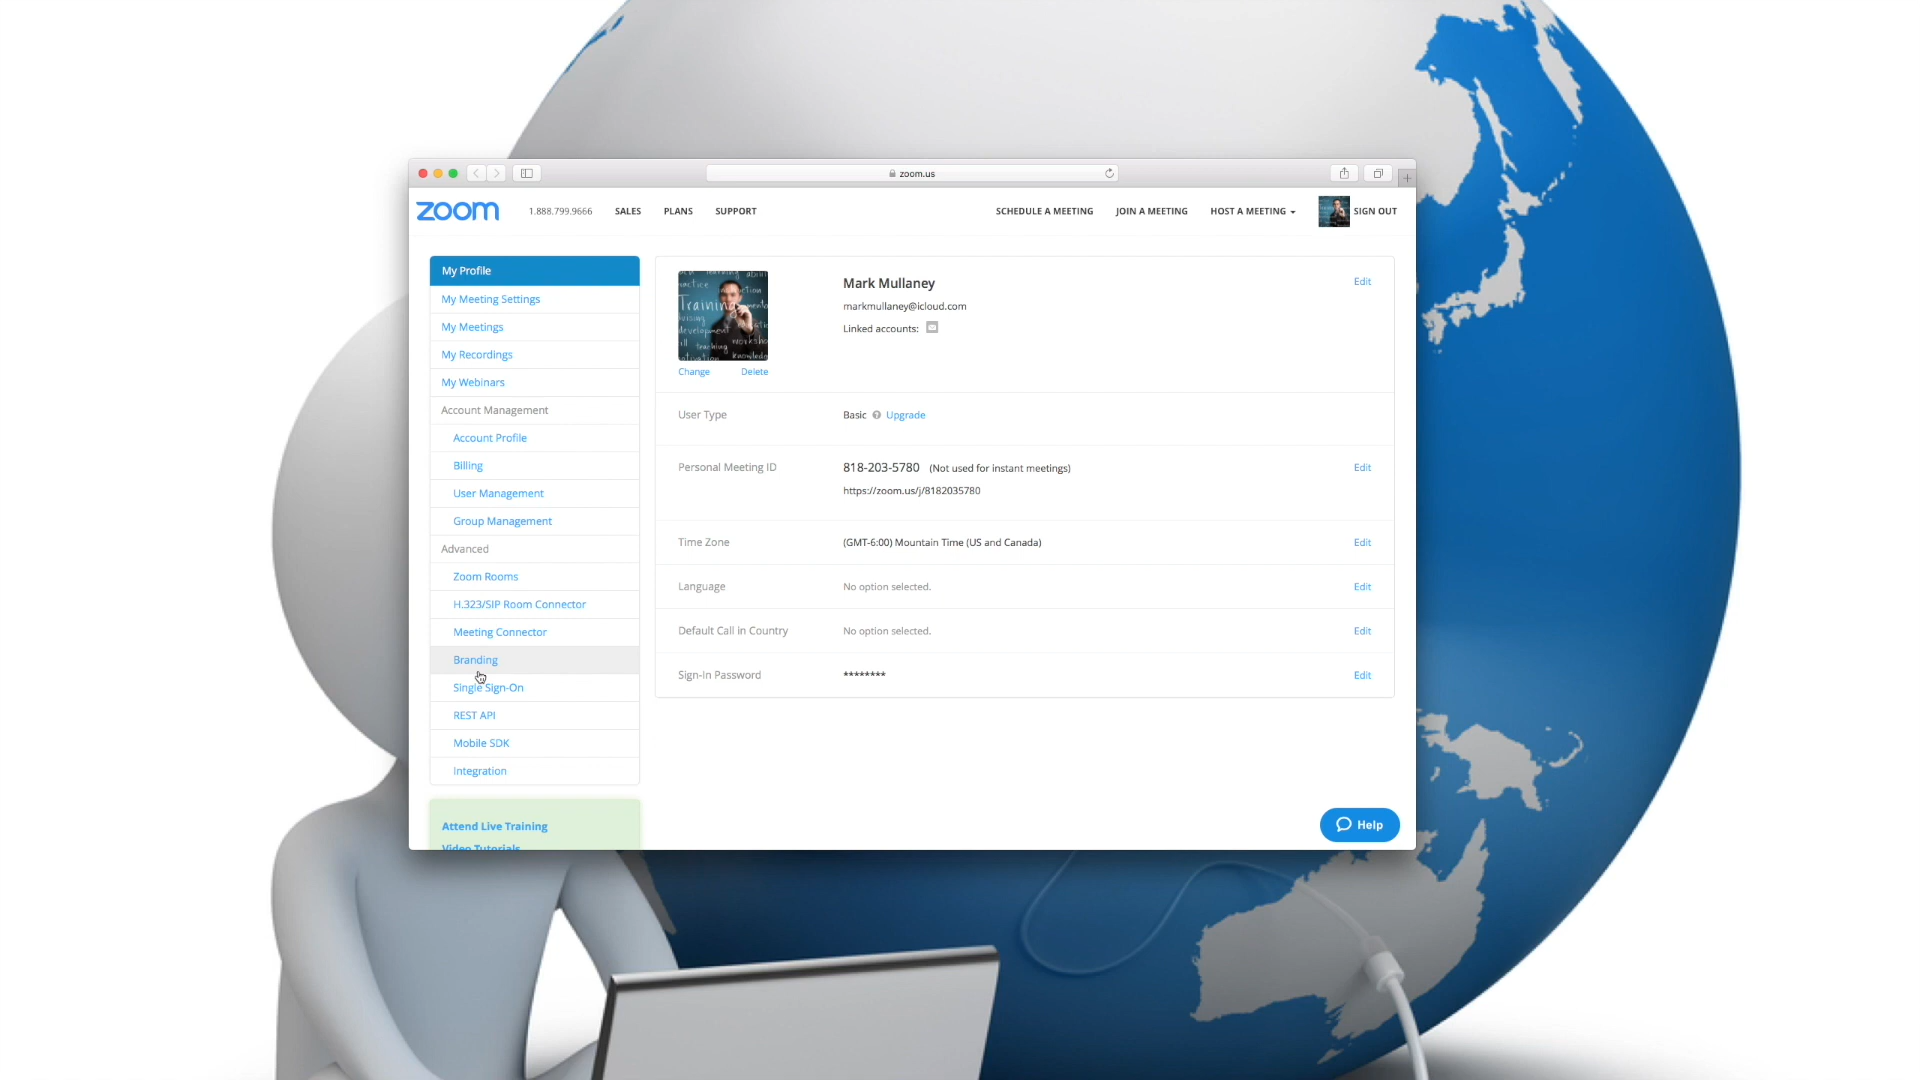 zoom.us
zoom
1.888.799.9666
SALES
PLANS
SUPPORT
SCHEDULE A MEETING
JOIN A MEETING
HOST A MEETING
SIGN OUT
My Profile
My Meeting Settings
My Meetings
My Recordings
My Webinars
Account Management
Account Profile
Billing
User Management
Group Management
Advanced
Zoom Rooms
H.323/SIP Room Connector
Meeting Connector
Branding
Single Sign-On
REST API
Mobile SDK
Integration
Attend Live Training
Video Tutorials
Training
Change
Delete
Mark Mullaney
Edit
markmullaney@icloud.com
Linked accounts:
User Type
Basic
Upgrade
Personal Meeting ID
818-203-5780 (Not used for instant meetings)
Edit
https://zoom.us/j/8182035780
Time Zone
(GMT-6:00) Mountain Time (US and Canada)
Edit
Language
No option selected.
Edit
Default Call in Country
No option selected.
Edit
Sign-In Password
********
Edit
Help